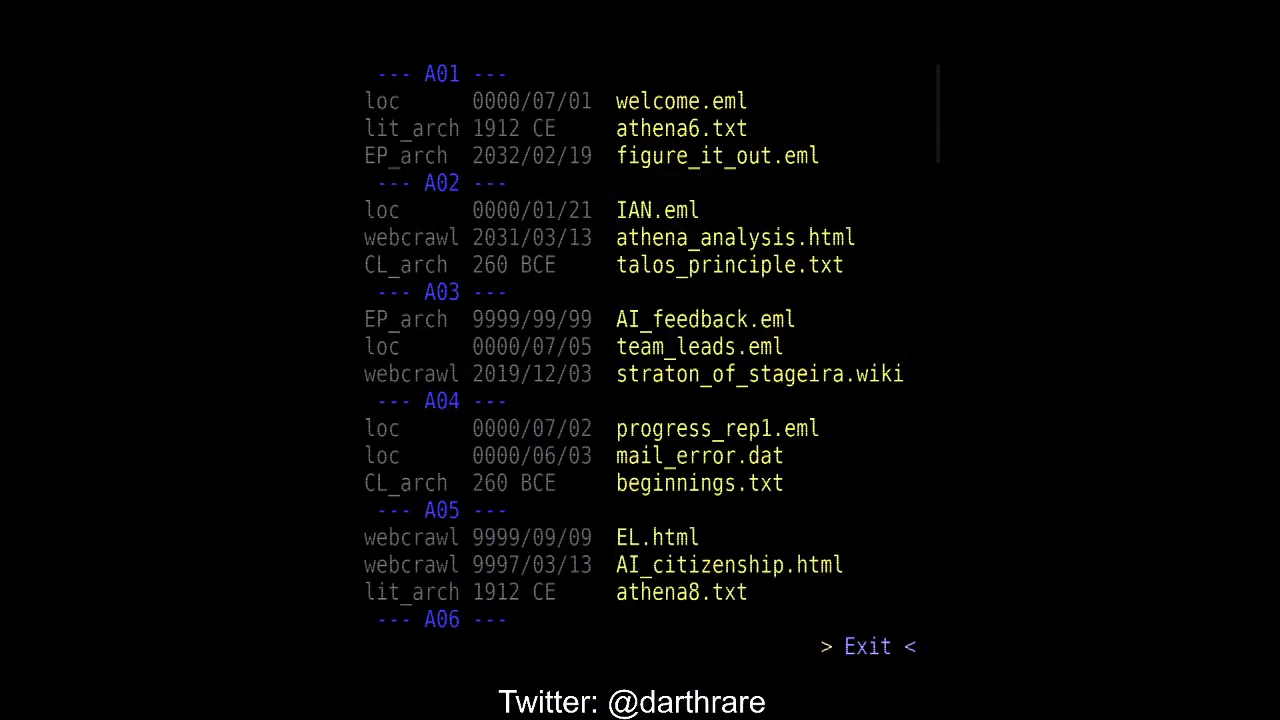 --- A01 ---
loc 0000/07/01 welcome.eml
lit_arch 1912 CE athena6.txt
EP_arch 2032/02/19 figure_it_out.eml
--- A02 ---
loc 0000/01/21 IAN.eml
webcrawl 2031/03/13 athena_analysis.html
CL_arch 260 BCE talos_principle.txt
--- A03 ---
EP_arch 9999/99/99 AI_feedback.eml
loc 0000/07/05 team_leads.eml
webcrawl 2019/12/03 straton_of_stageira.wiki
--- A04 ---
loc 0000/07/02 progress_rep1.eml
loc 0000/06/03 mail_error.dat
CL_arch 260 BCE beginnings.txt
--- A05 ---
webcrawl 9999/09/09 EL.html
webcrawl 9997/03/13 AI_citizenship.html
lit_arch 1912 CE athena8.txt
--- A06 ---
> Exit <
Twitter: @darthrare